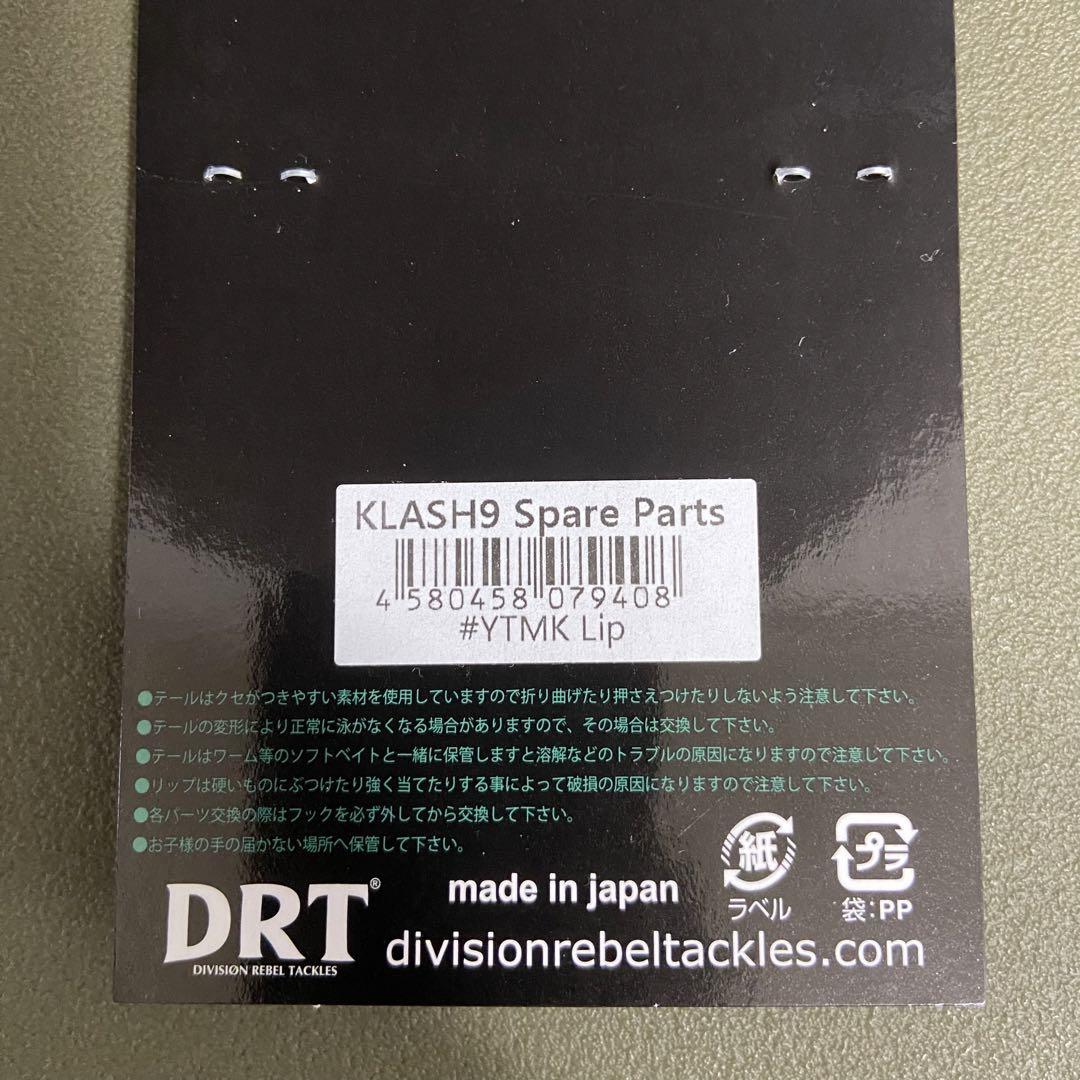 KLASH9 Spare Parts
4 580458 079408
#YTMK Lip
●テールはクセがつきやすい素材を使用していますので折り曲げたり押さえつけたりしないよう注意して下さい。
●テールの変形により正常に泳がなくなる場合がありますので、その場合は交換して下さい。
●テールはワーム等のソフトベイトと一緒に保管しますと溶解などのトラブルの原因になりますので注意して下さい。
●リップは硬いものにぶつけたり強く当てたりする事によって破損の原因になりますので注意して下さい。
●各パーツ交換の際はフックを必ず外してから交換して下さい。
●お子様の手の届かない場所へ保管して下さい。
紙
ラベル
プラ
袋:PP
DRT®
DIVISIØN REBEL TACKLES
made in japan
divisionrebeltackles.com